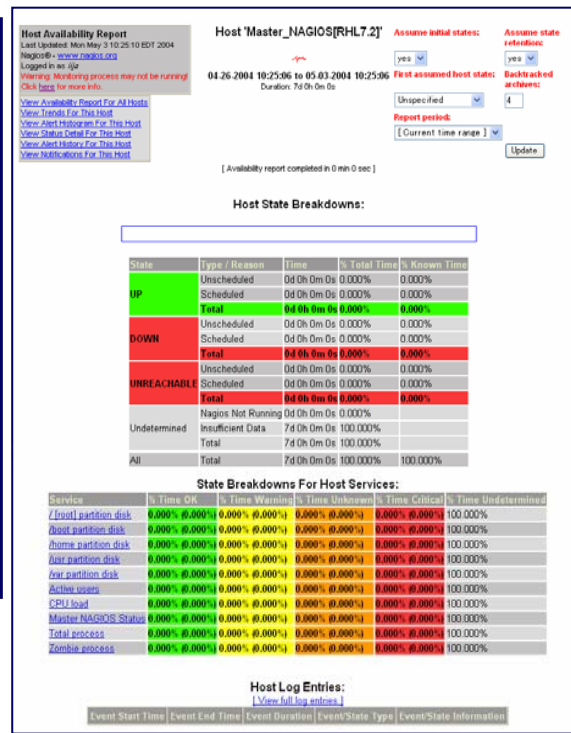 Host Availability Report
Last Updated: Mon May 3 10:25:10 EDT 2004
Nagios® - www.nagios.org
Logged in as ilja
Warning: Monitoring process may not be running!
Click here for more info.
View Availability Report For All Hosts
View Trends For This Host
View Alert Histogram For This Host
View Status Detail For This Host
View Alert History For This Host
View Notifications For This Host
Host 'Master_NAGIOS[RHL7.2]'
04-26-2004 10:25:06 to 05-03-2004 10:25:06
Duration: 7d 0h 0m 0s
[ Availability report completed in 0 min 0 sec ]
Assume initial states:
yes
Assume state retention:
yes
First assumed host state:
Unspecified
Backtracked archives:
4
Report period:
[ Current time range ]
Update
Host State Breakdowns:
State Type / Reason Time % Total Time % Known Time
UP Unscheduled 0d 0h 0m 0s 0.000% 0.000%
Scheduled 0d 0h 0m 0s 0.000% 0.000%
Total 0d 0h 0m 0s 0.000% 0.000%
DOWN Unscheduled 0d 0h 0m 0s 0.000% 0.000%
Scheduled 0d 0h 0m 0s 0.000% 0.000%
Total 0d 0h 0m 0s 0.000% 0.000%
UNREACHABLE Unscheduled 0d 0h 0m 0s 0.000% 0.000%
Scheduled 0d 0h 0m 0s 0.000% 0.000%
Total 0d 0h 0m 0s 0.000% 0.000%
Undetermined Nagios Not Running 0d 0h 0m 0s 0.000%
Insufficient Data 7d 0h 0m 0s 100.000%
Total 7d 0h 0m 0s 100.000%
All Total 7d 0h 0m 0s 100.000% 100.000%
State Breakdowns For Host Services:
Service % Time OK % Time Warning % Time Unknown % Time Critical % Time Undetermined
/ [root] partition disk 0.000% (0.000%) 0.000% (0.000%) 0.000% (0.000%) 0.000% (0.000%) 100.000%
/boot partition disk 0.000% (0.000%) 0.000% (0.000%) 0.000% (0.000%) 0.000% (0.000%) 100.000%
/home partition disk 0.000% (0.000%) 0.000% (0.000%) 0.000% (0.000%) 0.000% (0.000%) 100.000%
/usr partition disk 0.000% (0.000%) 0.000% (0.000%) 0.000% (0.000%) 0.000% (0.000%) 100.000%
/var partition disk 0.000% (0.000%) 0.000% (0.000%) 0.000% (0.000%) 0.000% (0.000%) 100.000%
Active users 0.000% (0.000%) 0.000% (0.000%) 0.000% (0.000%) 0.000% (0.000%) 100.000%
CPU load 0.000% (0.000%) 0.000% (0.000%) 0.000% (0.000%) 0.000% (0.000%) 100.000%
Master NAGIOS Status 0.000% (0.000%) 0.000% (0.000%) 0.000% (0.000%) 0.000% (0.000%) 100.000%
Total process 0.000% (0.000%) 0.000% (0.000%) 0.000% (0.000%) 0.000% (0.000%) 100.000%
Zombie process 0.000% (0.000%) 0.000% (0.000%) 0.000% (0.000%) 0.000% (0.000%) 100.000%
Host Log Entries:
[ View full log entries ]
Event Start Time Event End Time Event Duration Event/State Type Event/State Information